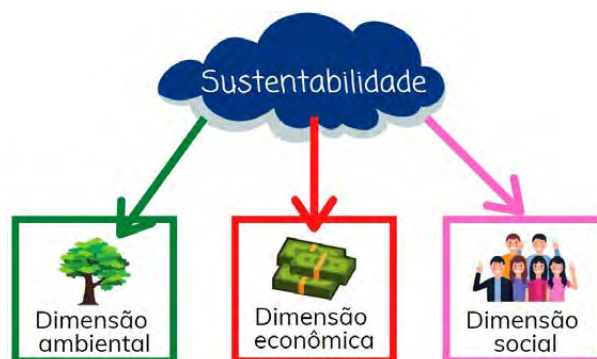 Sustentabilidade
Dimensão
ambiental
Dimensão
econômica
Dimensão
social